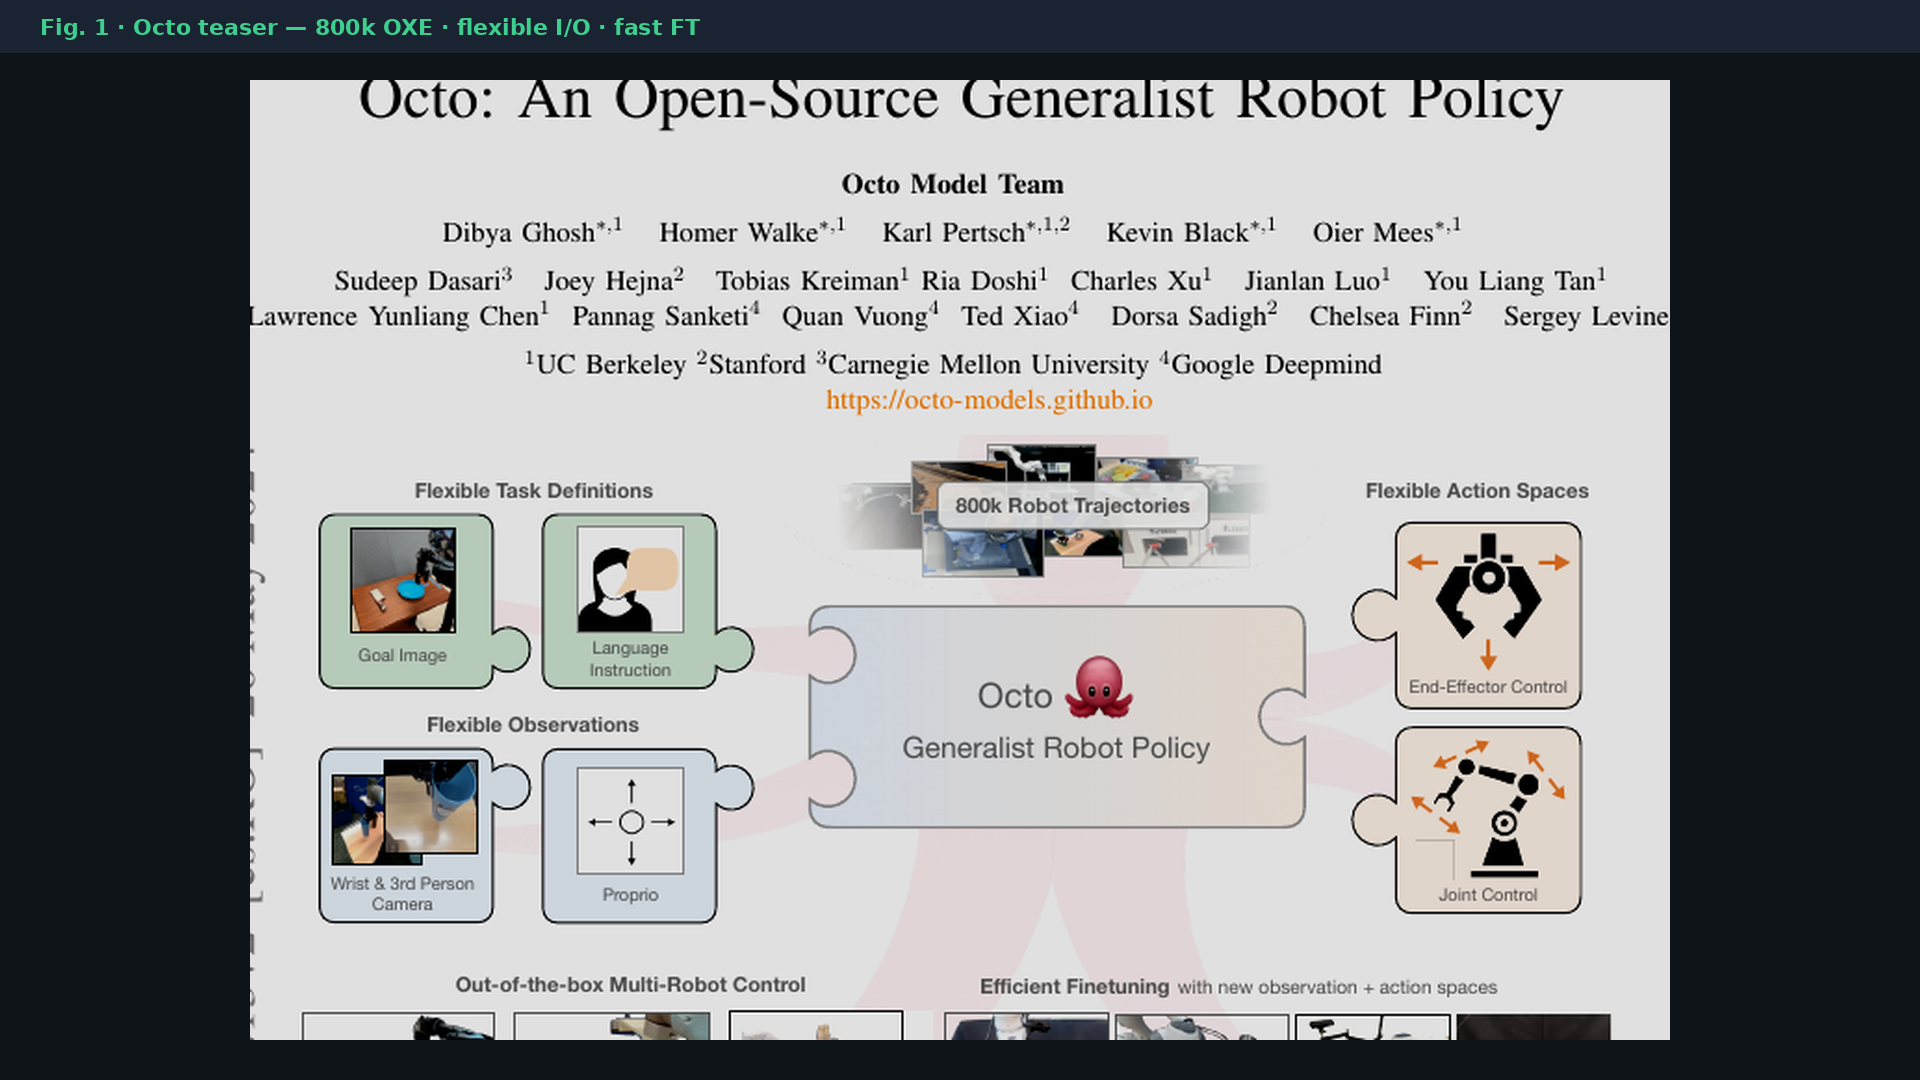 Fig. 1 · Octo teaser — 800k OXE · flexible I/O · fast FT
Octo: An Open-Source Generalist Robot Policy
Octo Model Team
Dibya Ghosh*,1 Homer Walke*,1 Karl Pertsch*,1,2 Kevin Black*,1 Oier Mees*,1
Sudeep Dasari3 Joey Hejna2 Tobias Kreiman1 Ria Doshi1 Charles Xu1 Jianlan Luo1 You Liang Tan1
Lawrence Yunliang Chen1 Pannag Sanketi4 Quan Vuong4 Ted Xiao4 Dorsa Sadigh2 Chelsea Finn2 Sergey Levine
1UC Berkeley 2Stanford 3Carnegie Mellon University 4Google Deepmind
https://octo-models.github.io
Flexible Task Definitions
Goal Image
Language
Instruction
Flexible Observations
Wrist & 3rd Person
Camera
Proprio
800k Robot Trajectories
Octo
Generalist Robot Policy
Flexible Action Spaces
End-Effector Control
Joint Control
Out-of-the-box Multi-Robot Control
Efficient Finetuning with new observation + action spaces